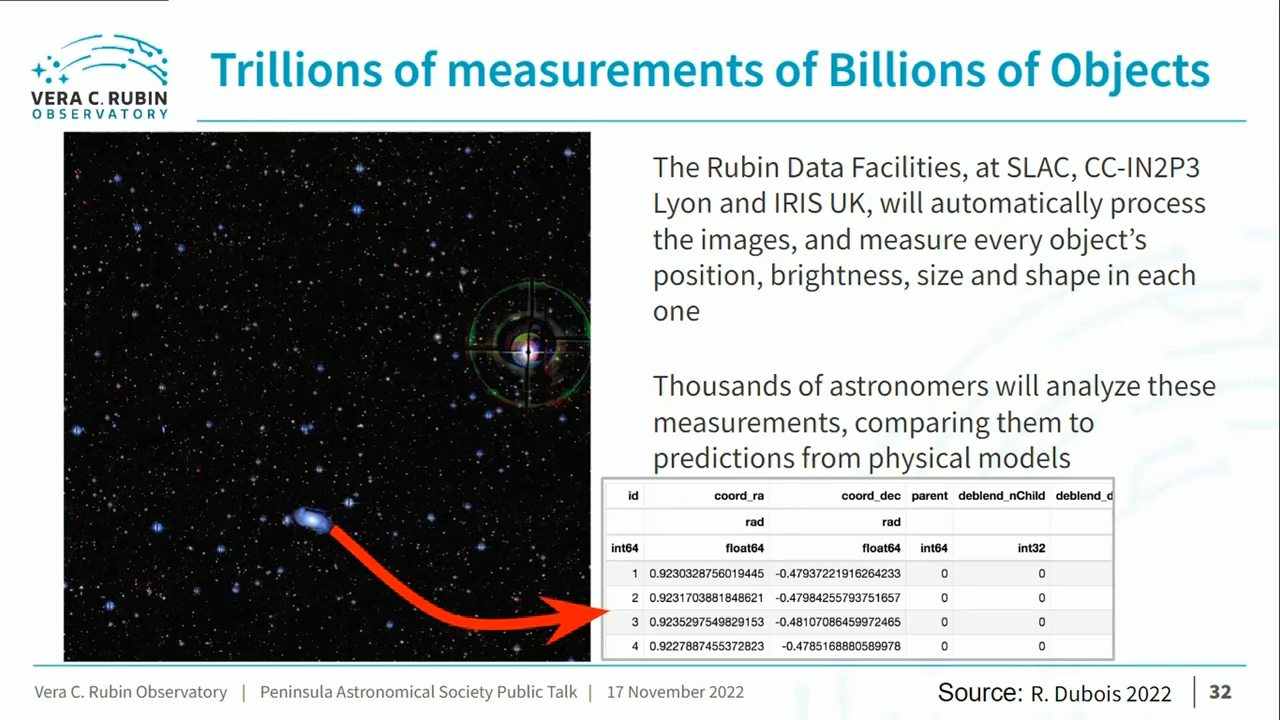 VERA C. RUBIN
OBSERVATORY
Trillions of measurements of Billions of Objects
The Rubin Data Facilities, at SLAC, CC-IN2P3
Lyon and IRIS UK, will automatically process
the images, and measure every object’s
position, brightness, size and shape in each
one
Thousands of astronomers will analyze these
measurements, comparing them to
predictions from physical models
id coord_ra coord_dec parent deblend_nChild deblend_d
rad rad
int64 float64 float64 int64 int32
1 0.9230328756019445 -0.47937221916264233 0 0
2 0.9231703881848621 -0.47984255793751657 0 0
3 0.9235297549829153 -0.48107086459972465 0 0
4 0.9227887455372823 -0.4785168880589978 0 0
Vera C. Rubin Observatory | Peninsula Astronomical Society Public Talk | 17 November 2022 Source: R. Dubois 2022 | 32